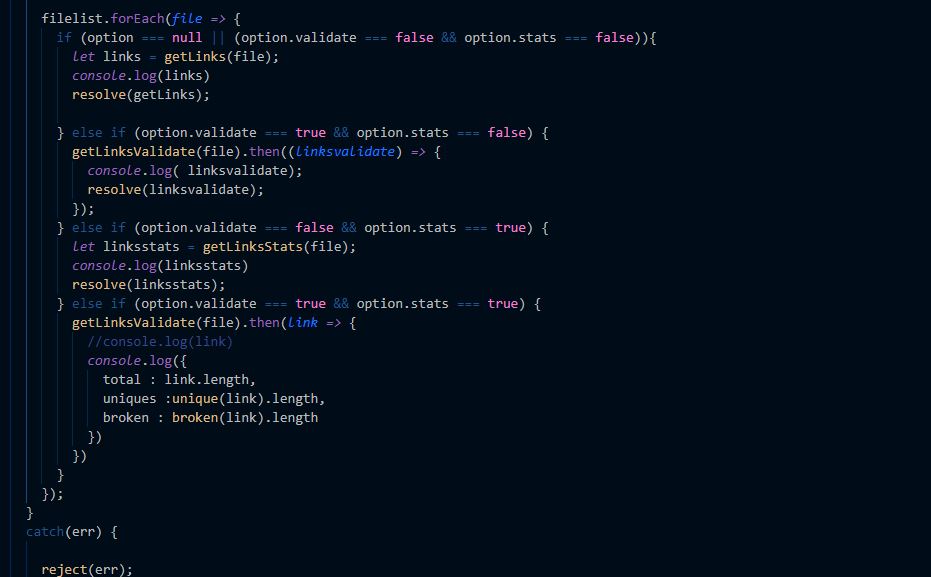 filelist.forEach(file => {
if (option === null || (option.validate === false && option.stats === false)){
let links = getLinks(file);
console.log(links)
resolve(getLinks);
} else if (option.validate === true && option.stats === false) {
getLinksValidate(file).then((linksvalidate) => {
console.log( linksvalidate);
resolve(linksvalidate);
});
} else if (option.validate === false && option.stats === true) {
let linksstats = getLinksStats(file);
console.log(linksstats)
resolve(linksstats);
} else if (option.validate === true && option.stats === true) {
getLinksValidate(file).then(link => {
//console.log(link)
console.log({
total : link.length,
uniques :unique(link).length,
broken : broken(link).length
})
})
}
});
}
catch(err) {
reject(err);